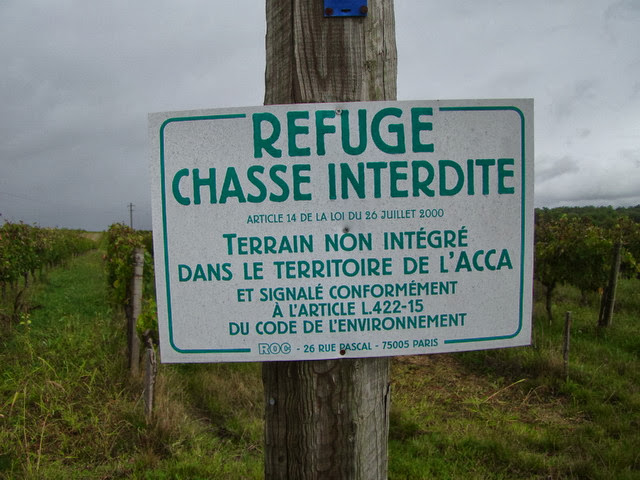 REFUGE
CHASSE INTERDITE
ARTICLE 14 DE LA LOI DU 26 JUILLET 2000
TERRAIN NON INTÉGRÉ
DANS LE TERRITOIRE DE L'ACCA
ET SIGNALÉ CONFORMÉMENT
À L'ARTICLE L.422-15
DU CODE DE L'ENVIRONNEMENT
ROC - 26 RUE PASCAL - 75005 PARIS